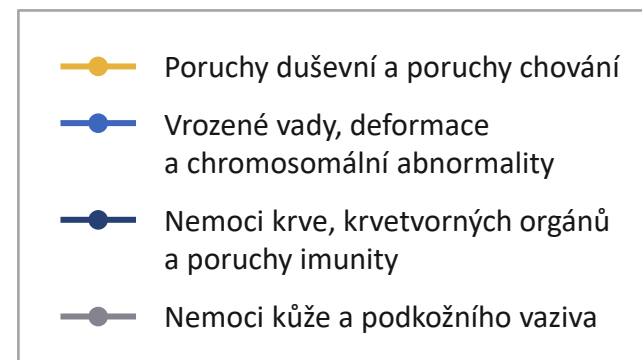 Poruchy duševní a poruchy chování
Vrozené vady, deformace
a chromosomální abnormality
Nemoci krve, krvetvorných orgánů
a poruchy imunity
Nemoci kůže a podkožního vaziva